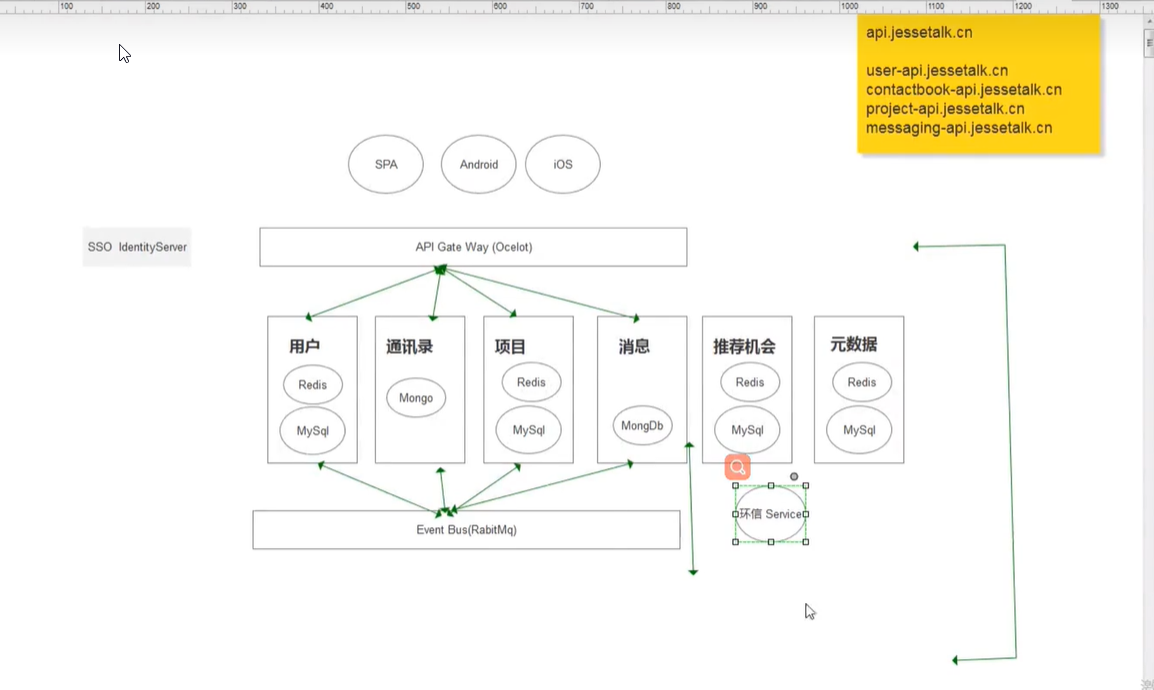 100 200 300 400 500 600 700 800 900 1000 1100 1200 1300
api.jessetalk.cn
user-api.jessetalk.cn
contactbook-api.jessetalk.cn
project-api.jessetalk.cn
messaging-api.jessetalk.cn
SPA
Android
iOS
SSO IdentityServer
API Gate Way (Ocelot)
用户
Redis
MySql
通讯录
Mongo
项目
Redis
MySql
消息
MongDb
推荐机会
Redis
MySql
元数据
Redis
MySql
环信 Service
Event Bus(RabitMq)